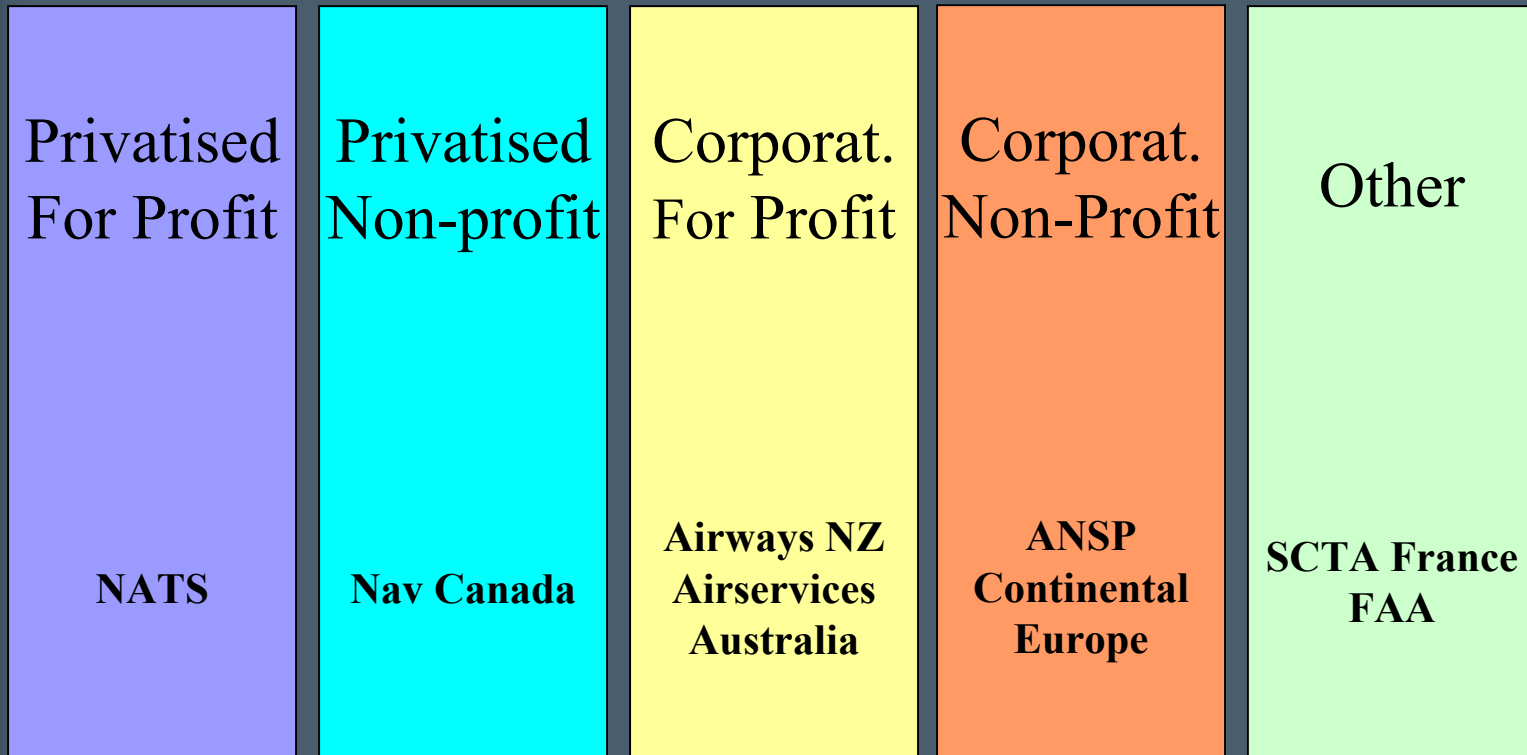 Privatised
For Profit
NATS
Privatised
Non-profit
Nav Canada
Corporat.
For Profit
Airways NZ
Airservices
Australia
Corporat.
Non-Profit
ANSP
Continental
Europe
Other
SCTA France
FAA